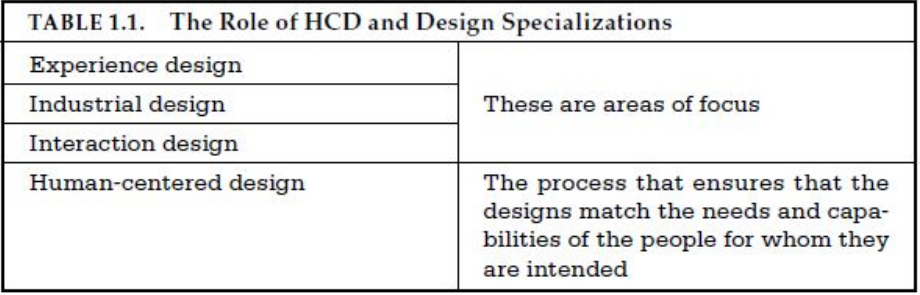 TABLE 1.1. The Role of HCD and Design Specializations
Experience design
Industrial design
Interaction design
These are areas of focus
Human-centered design
The process that ensures that the
designs match the needs and capa-
bilities of the people for whom they
are intended